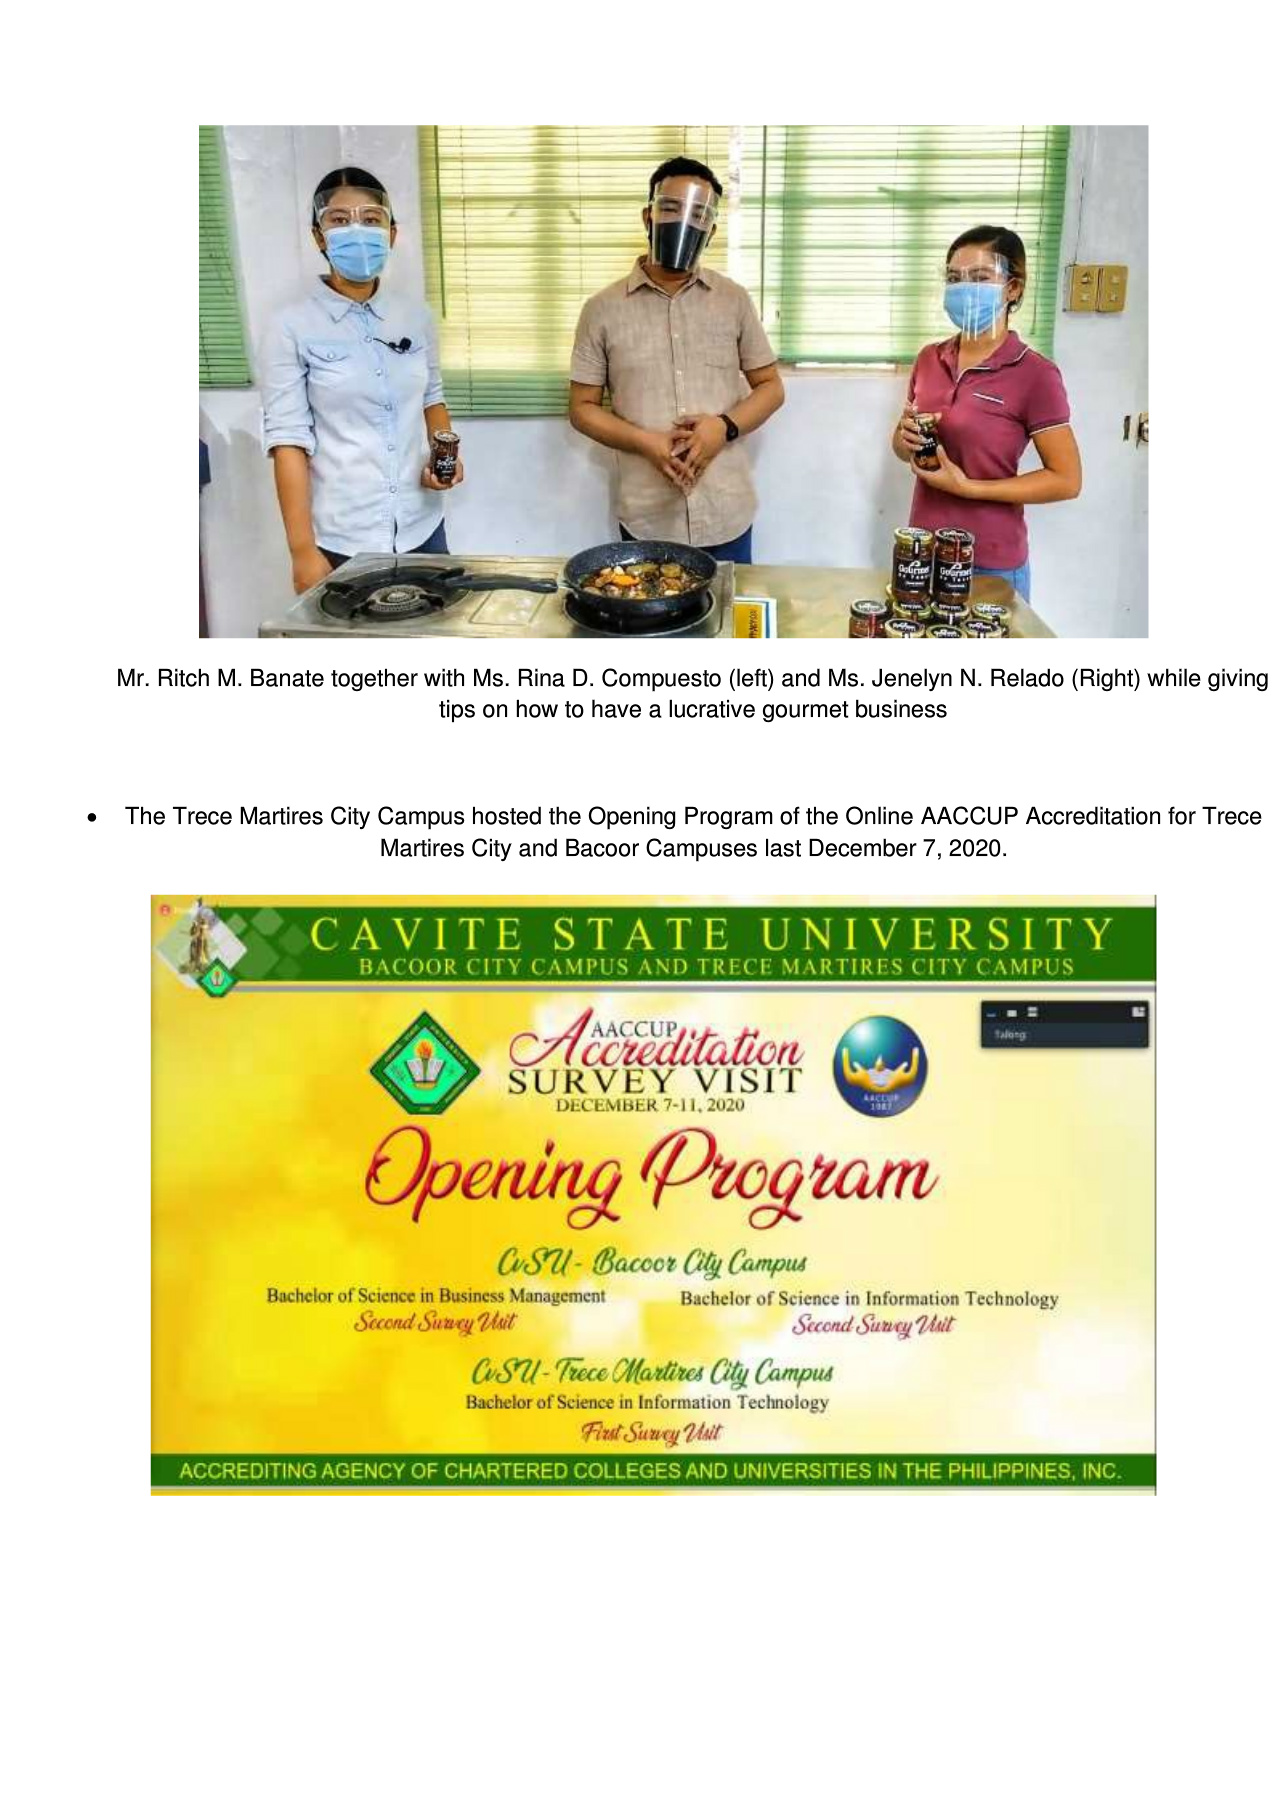 Gourmet
Gourmet
Gourmet
Mr. Ritch M. Banate together with Ms. Rina D. Compuesto (left) and Ms. Jenelyn N. Relado (Right) while giving
tips on how to have a lucrative gourmet business
• The Trece Martires City Campus hosted the Opening Program of the Online AACCUP Accreditation for Trece
Martires City and Bacoor Campuses last December 7, 2020.
CAVITE STATE UNIVERSITY
BACOOR CITY CAMPUS AND TRECE MARTIRES CITY CAMPUS
Talking:
AACCUP
Accreditation
SURVEY VISIT
DECEMBER 7-11, 2020
AACCUP
1987
Opening Program
CvSU - Bacoor City Campus
Bachelor of Science in Business Management
Second Survey Visit
Bachelor of Science in Information Technology
Second Survey Visit
CvSU - Trece Martires City Campus
Bachelor of Science in Information Technology
First Survey Visit
ACCREDITING AGENCY OF CHARTERED COLLEGES AND UNIVERSITIES IN THE PHILIPPINES, INC.